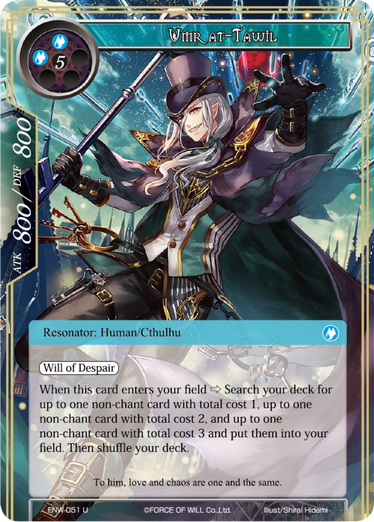 Umr at-Tawil
5
ATK 800 / DEF 800
Resonator: Human/Cthulhu
Will of Despair
When this card enters your field ⇨ Search your deck for
up to one non-chant card with total cost 1, up to one
non-chant card with total cost 2, and up to one
non-chant card with total cost 3 and put them into your
field. Then shuffle your deck.
To him, love and chaos are one and the same.
ENW-051 U ©FORCE OF WILL Co.,Ltd. Illust/Shirai Hidemi